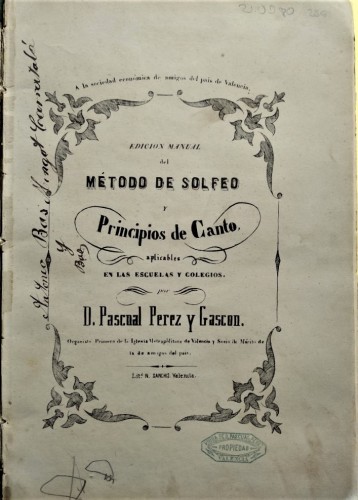 A la sociedad económica de amigos del país de Valencia.
EDICION MANUAL
del
MÉTODO DE SOLFEO
Y
Principios de Canto,
aplicables
EN LAS ESCUELAS Y COLEGIOS.
por
D. Pascual Perez y Gascon.
Organista Primero de la Iglesia Metropolitana de Valencia y Socio de Mérito de
la de amigos del país.
Litª N. SANCHO, Valencia.
Antonio
y
PROPIEDAD